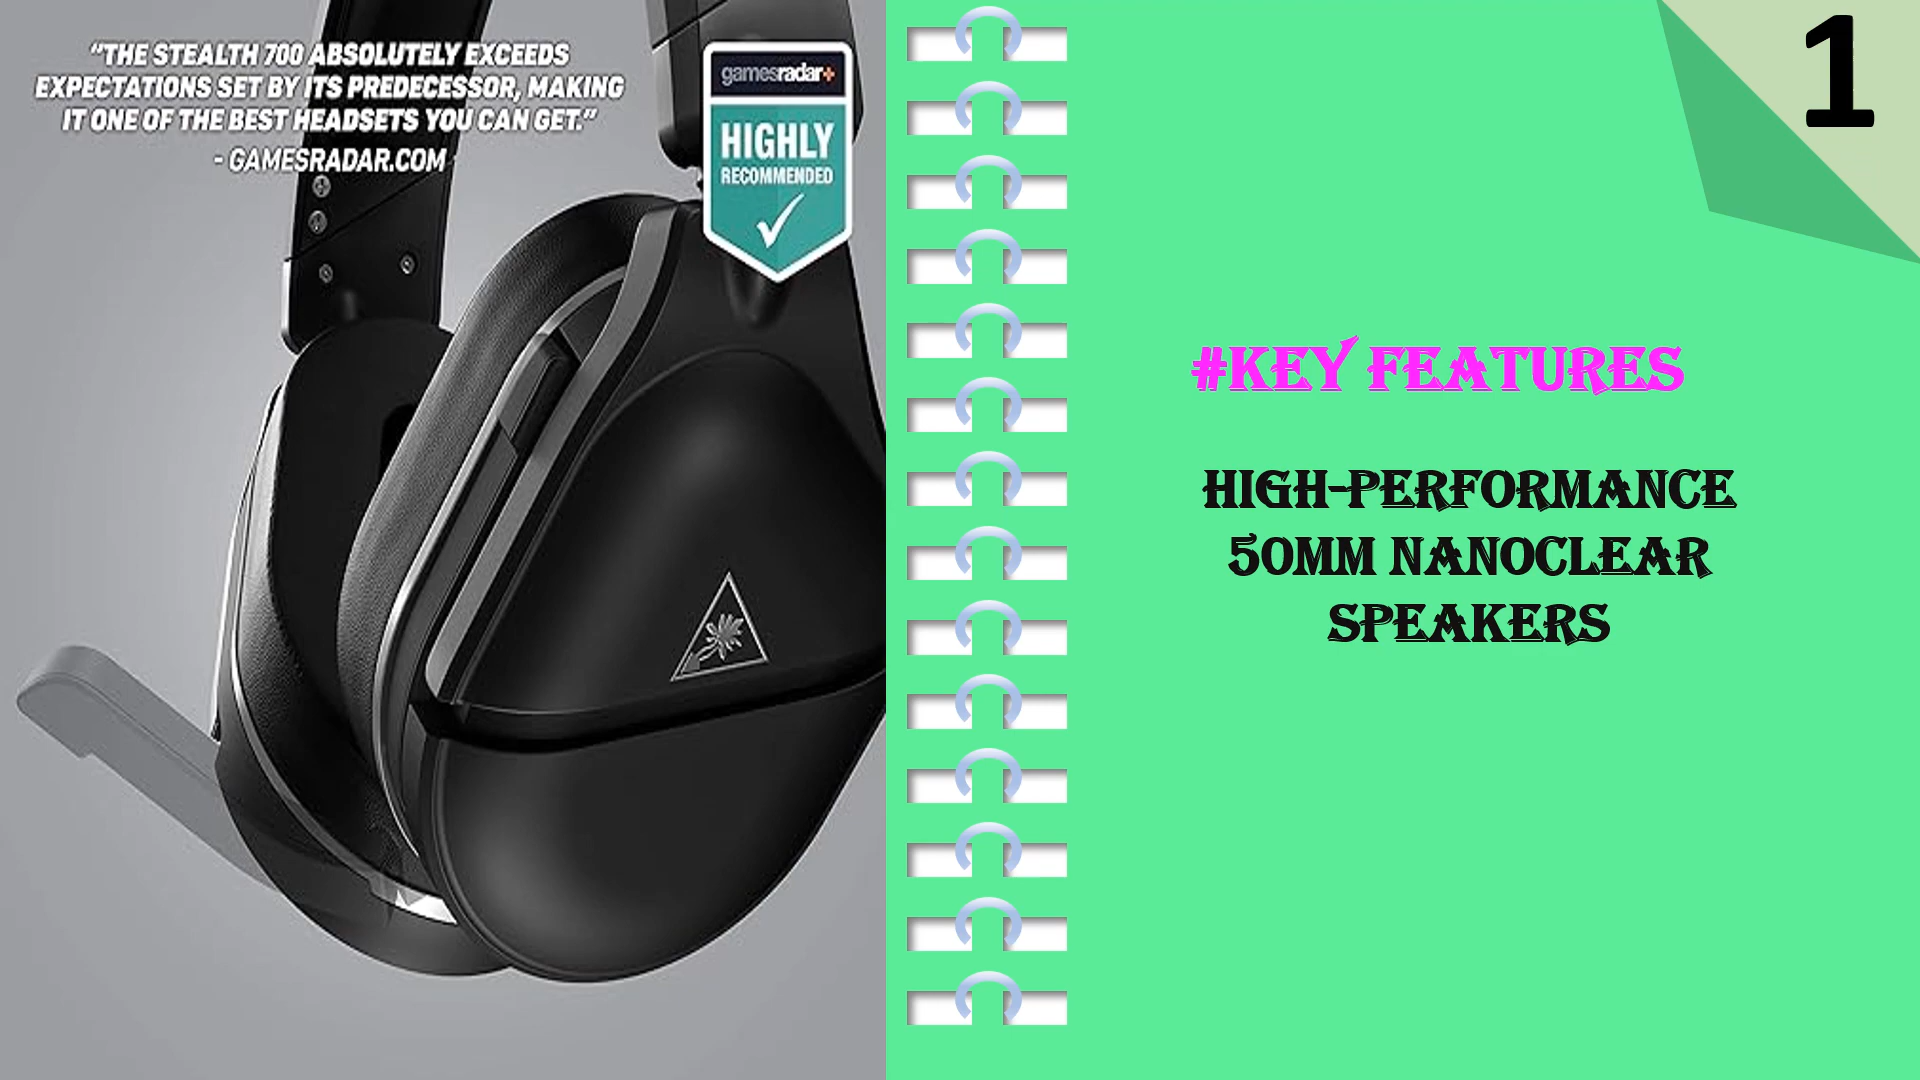 “THE STEALTH 700 ABSOLUTELY EXCEEDS
EXPECTATIONS SET BY ITS PREDECESSOR, MAKING
IT ONE OF THE BEST HEADSETS YOU CAN GET.”
- GAMESRADAR.COM
gamesradar+
HIGHLY
RECOMMENDED
1
#KEY FEATURES
HIGH-PERFORMANCE
50MM NANOCLEAR
SPEAKERS